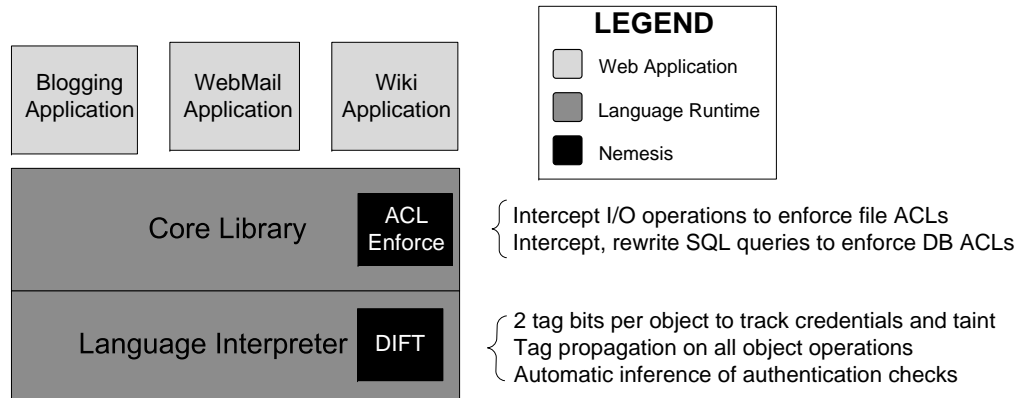 LEGEND
Web Application
Language Runtime
Nemesis
Blogging
Application
WebMail
Application
Wiki
Application
Core Library
ACL
Enforce
Intercept I/O operations to enforce file ACLs
Intercept, rewrite SQL queries to enforce DB ACLs
Language Interpreter
DIFT
2 tag bits per object to track credentials and taint
Tag propagation on all object operations
Automatic inference of authentication checks